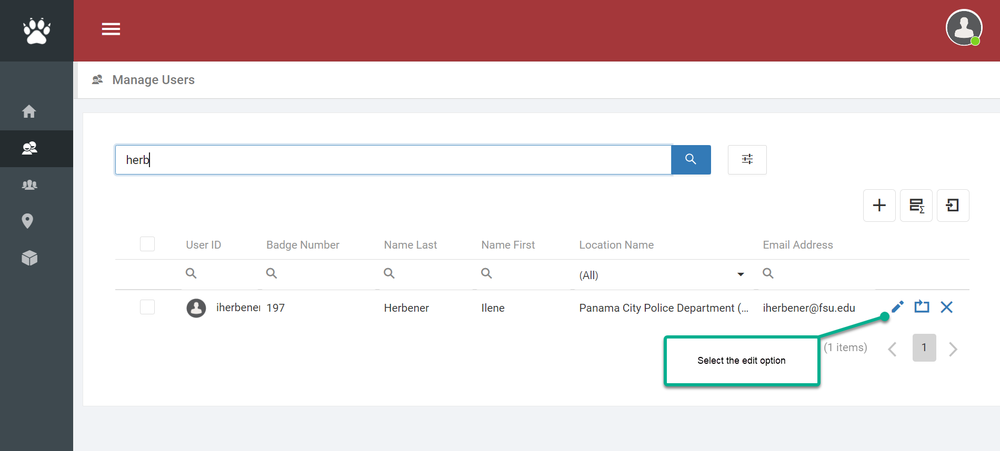 Manage Users
herb
User ID Badge Number Name Last Name First Location Name Email Address
(All)
iherbener 197 Herbener Ilene Panama City Police Department (... iherbener@fsu.edu
(1 items) 1
Select the edit option